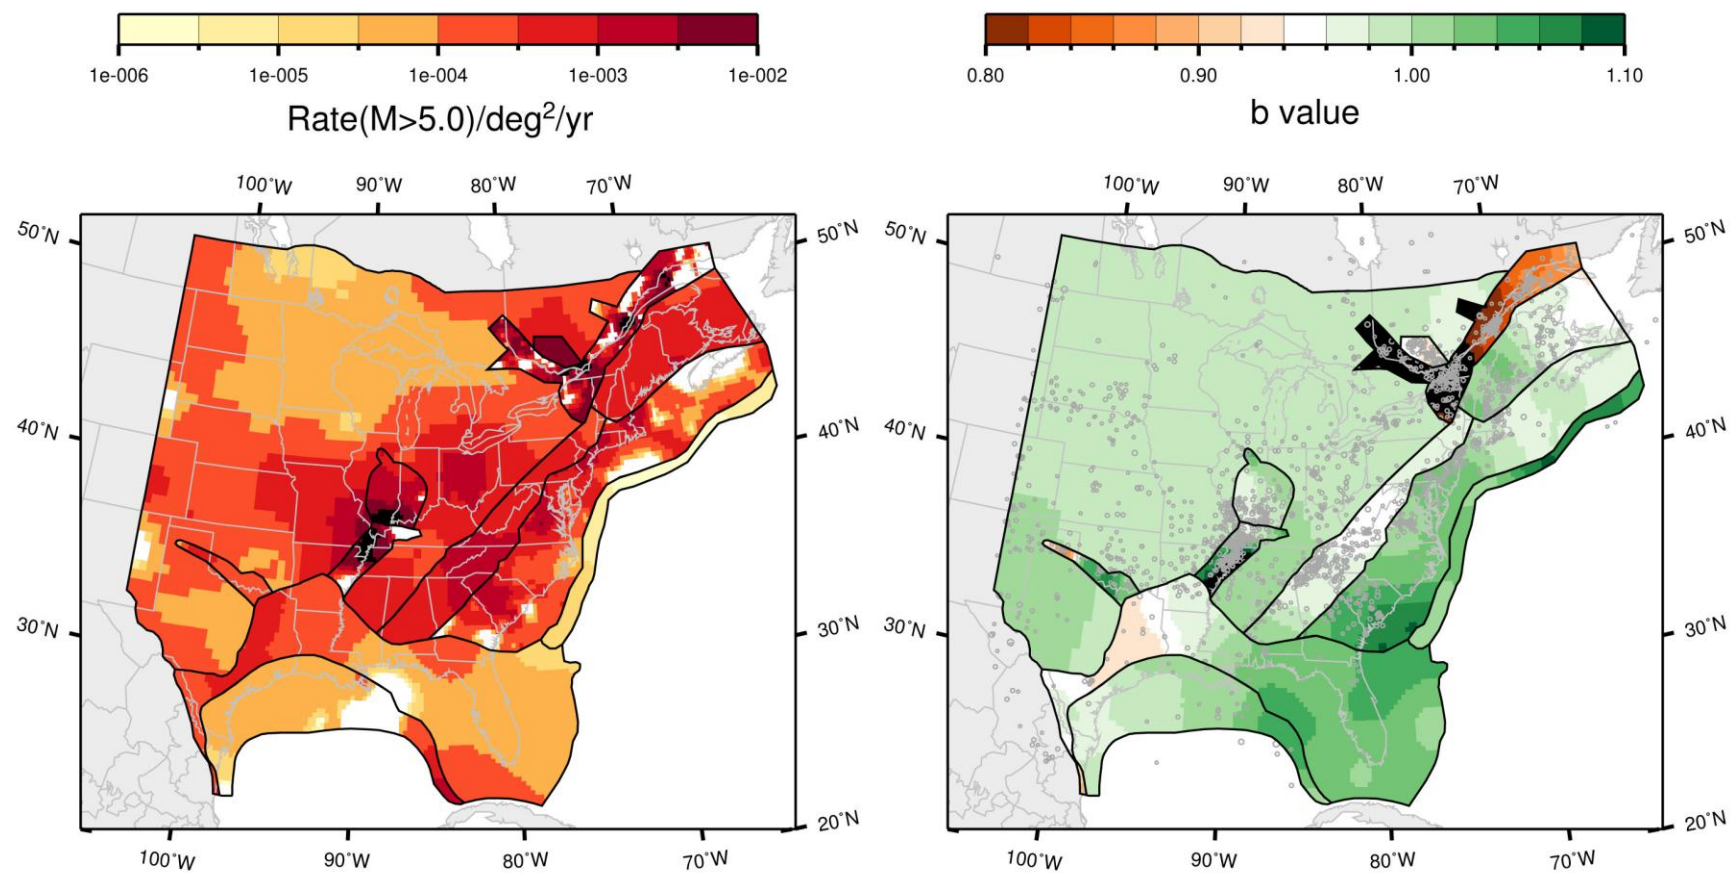 1e-006 1e-005 1e-004 1e-003 1e-002
Rate(M>5.0)/deg²/yr
0.80 0.90 1.00 1.10
b value
100˚W 90˚W 80˚W 70˚W
100˚W 90˚W 80˚W 70˚W
50˚N 50˚N 50˚N 50˚N
40˚N 40˚N 40˚N 40˚N
30˚N 30˚N 30˚N 30˚N
20˚N 20˚N
100˚W 90˚W 80˚W 70˚W
100˚W 90˚W 80˚W 70˚W